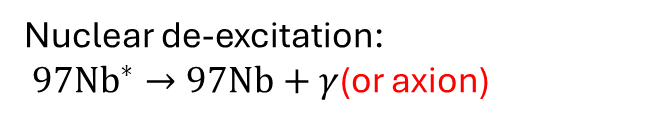 Nuclear de-excitation:
97Nb* → 97Nb + γ(or axion)